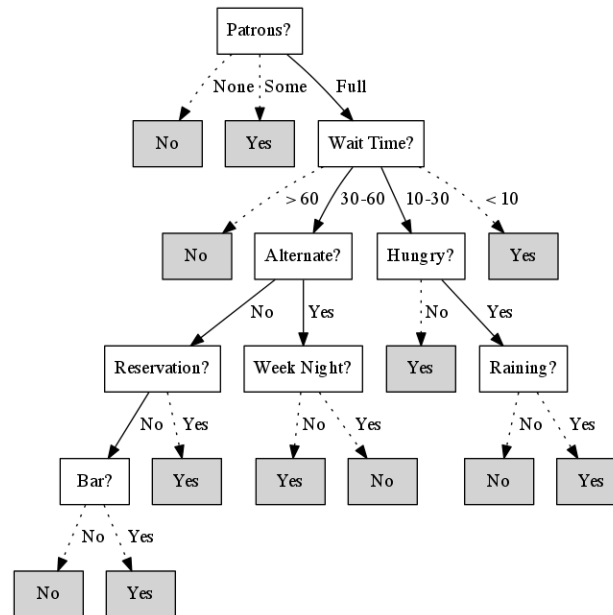 Patrons?
None
Some
Full
No
Yes
Wait Time?
> 60
30-60
10-30
< 10
No
Alternate?
Hungry?
Yes
No
Yes
No
Yes
Reservation?
Week Night?
Yes
Raining?
No
Yes
No
Yes
No
Yes
Bar?
Yes
Yes
No
No
Yes
No
Yes
No
Yes